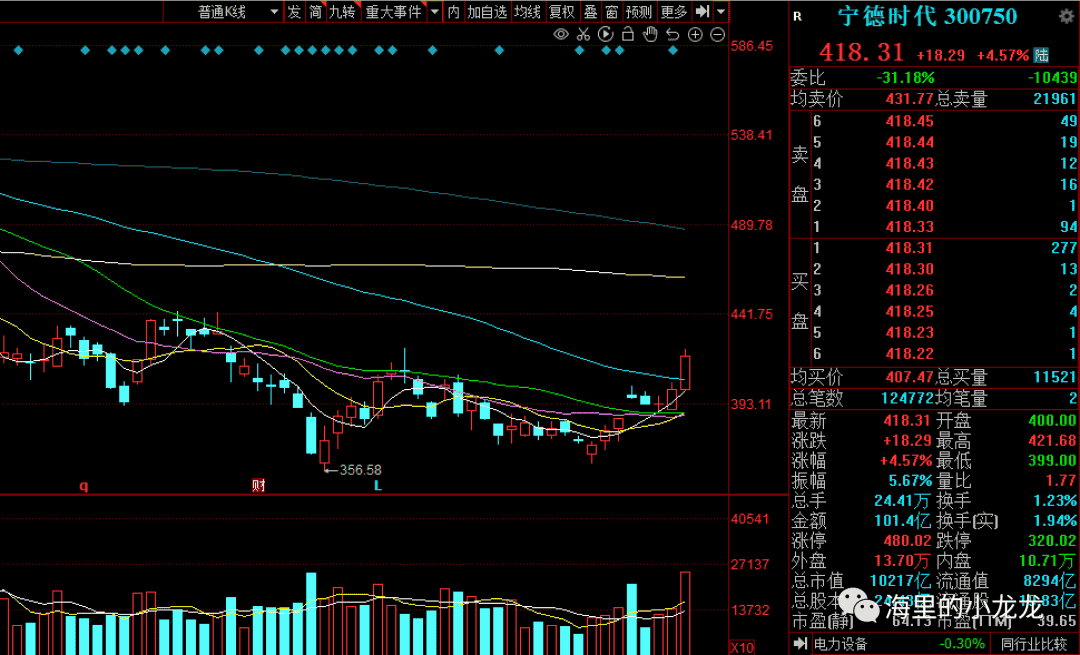 普通K线 发 简 九转 重大事件 内 加自选 均线 复权 叠 窗 预测 更多
R 宁德时代 300750
418.31 +18.29 +4.57% 陆
委比 -31.18% -10439
均卖价 431.77 总卖量 21961
卖盘
6 418.45 49
5 418.44 19
4 418.43 12
3 418.42 16
2 418.40 1
1 418.33 94
买盘
1 418.31 277
2 418.30 13
3 418.26 2
4 418.25 4
5 418.23 1
6 418.22 1
均买价 407.47 总买量 11521
总笔数 124772 均笔量 2
最新 418.31 开盘 400.00
涨跌 +18.29 最高 421.68
涨幅 +4.57% 最低 399.00
振幅 5.67% 量比 1.77
总手 24.41万 换手 1.23%
金额 101.4亿 换手(实) 1.94%
涨停 480.02 跌停 320.02
外盘 13.70万 内盘 10.71万
总市值 10217亿 流通值 8294亿
总股本
市盈(静) 市盈(TTM) 39.65
海里的小龙龙
电力设备 -0.30% 同行业比较
586.45
538.41
489.78
441.75
393.11
356.58
q 财 L
40541
27137
13732
X10